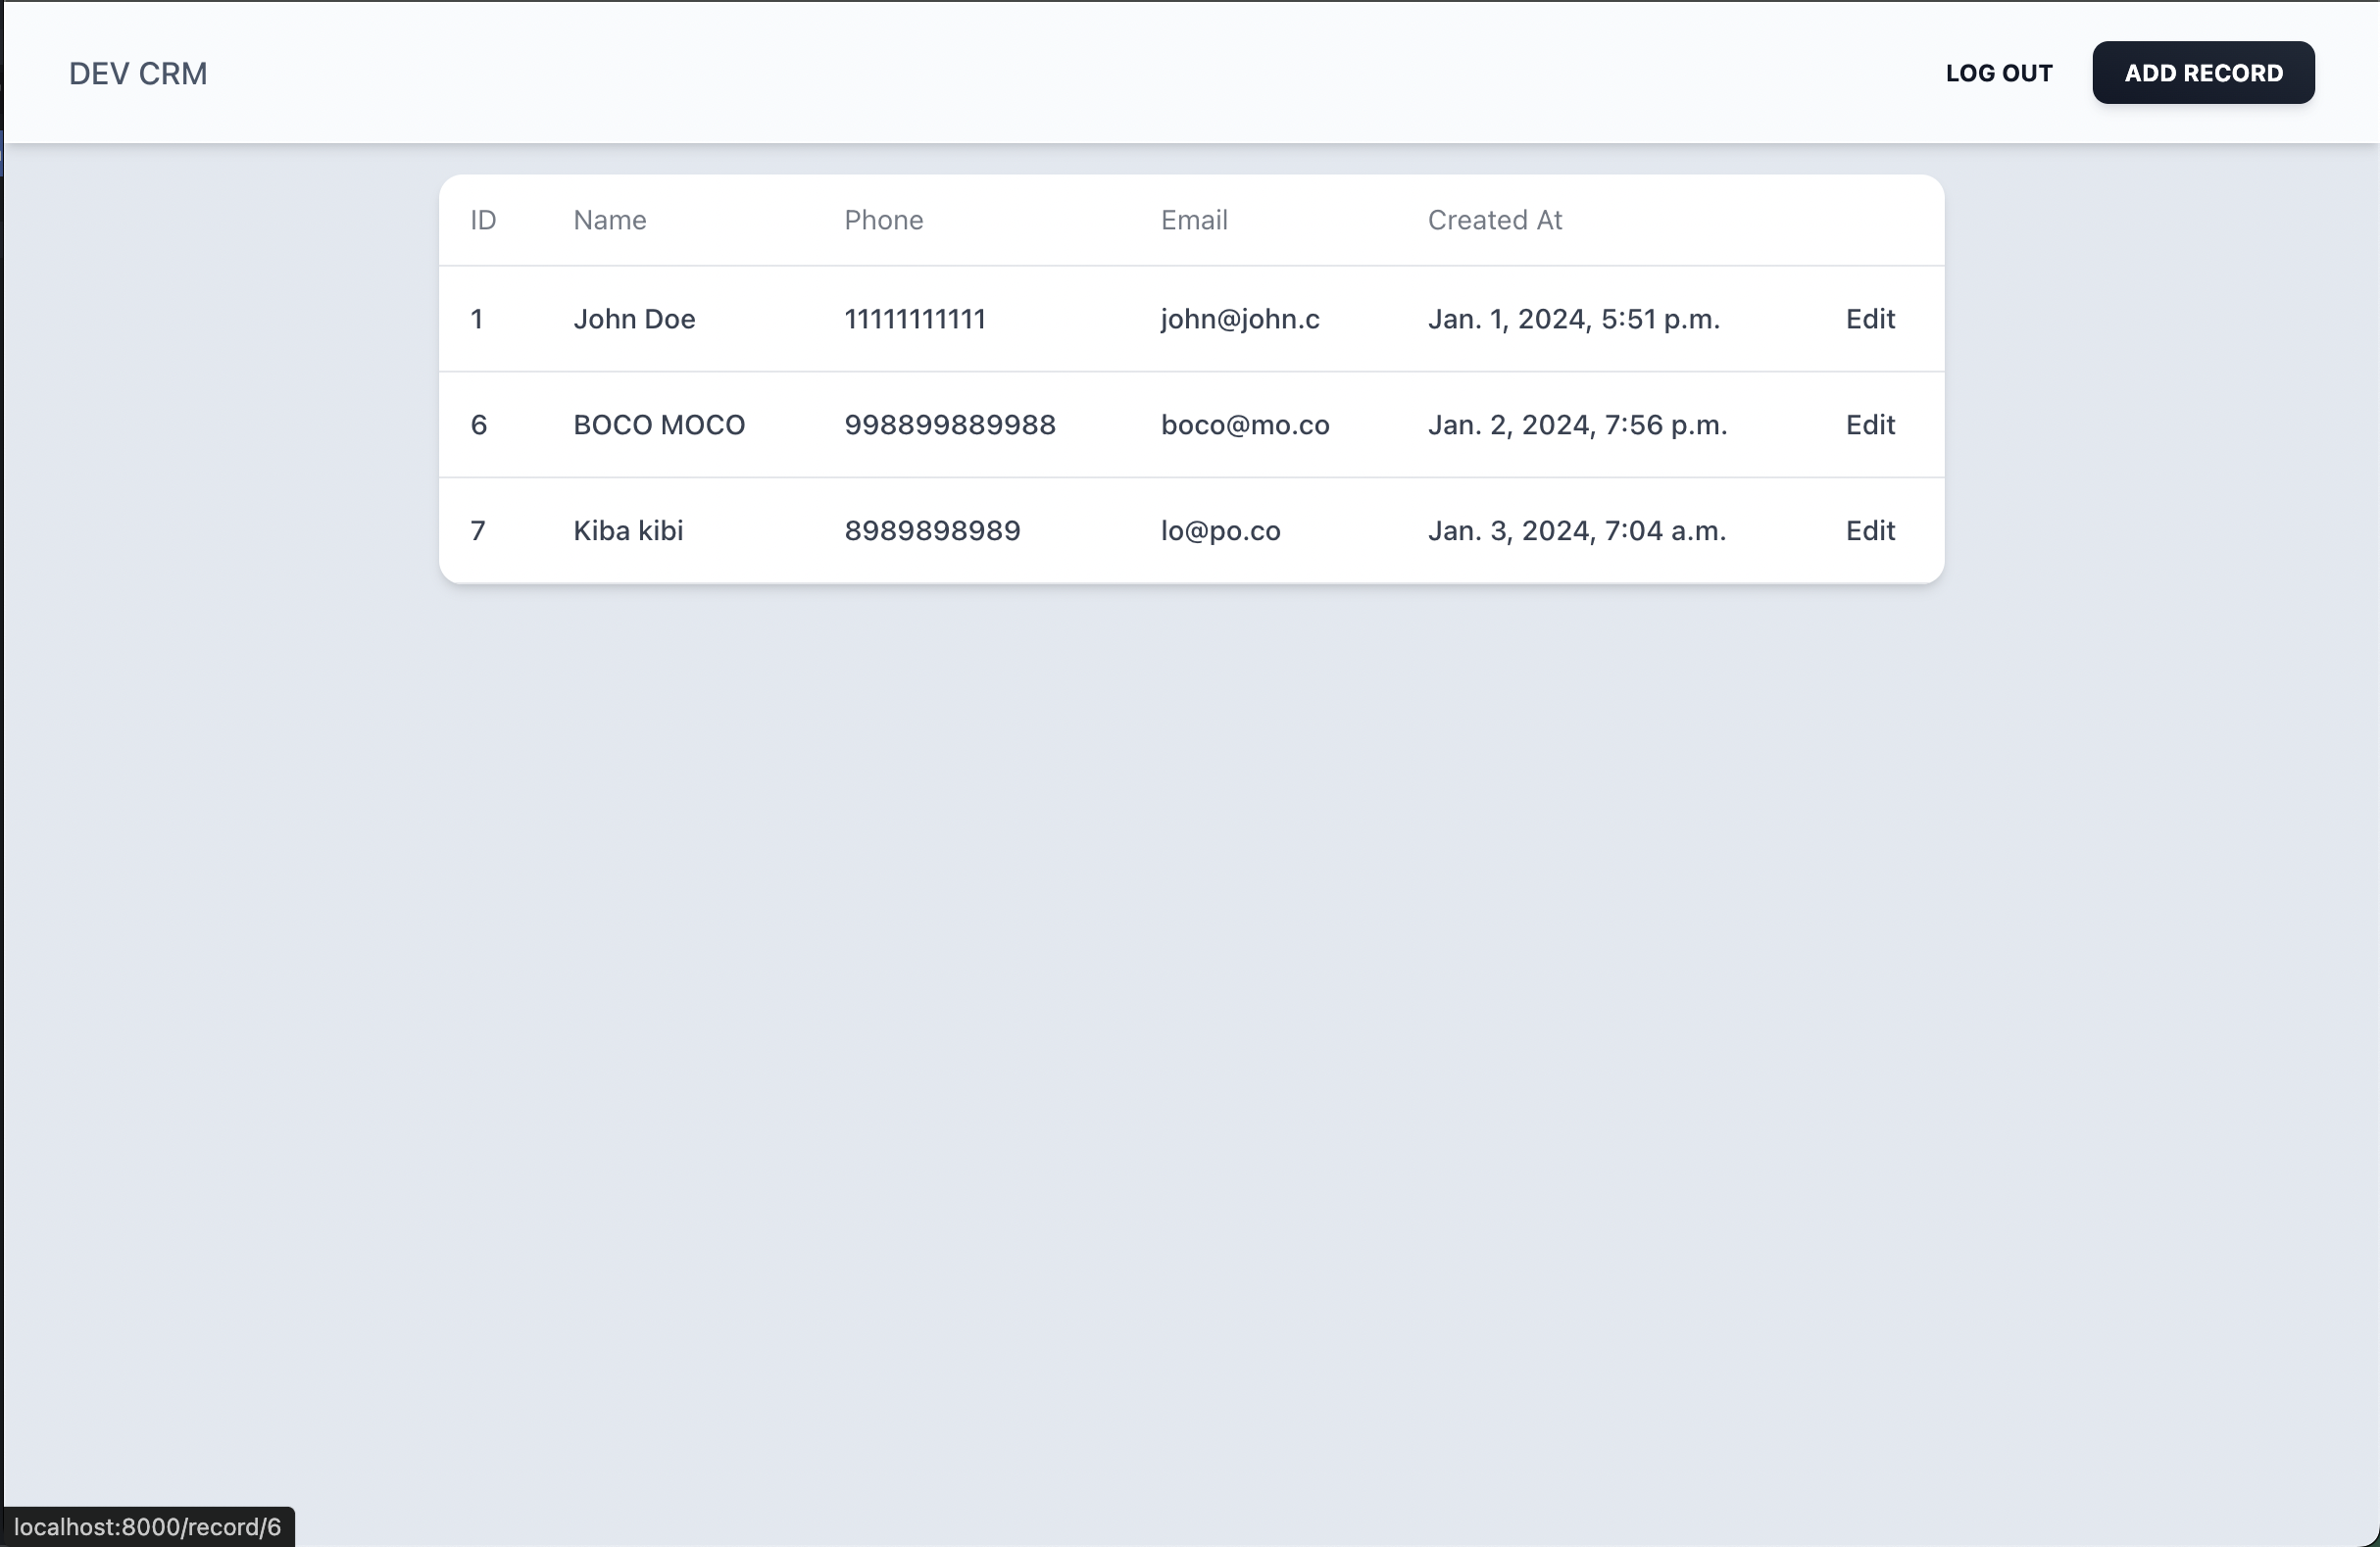 DEV CRM LOG OUT ADD RECORD
ID Name Phone Email Created At
1 John Doe 11111111111 john@john.c Jan. 1, 2024, 5:51 p.m. Edit
6 BOCO MOCO 998899889988 boco@mo.co Jan. 2, 2024, 7:56 p.m. Edit
7 Kiba kibi 8989898989 lo@po.co Jan. 3, 2024, 7:04 a.m. Edit
localhost:8000/record/6